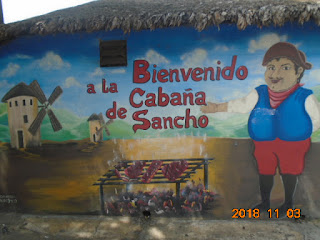 Bienvenido
a la Cabaña
de Sancho
2018 11 03